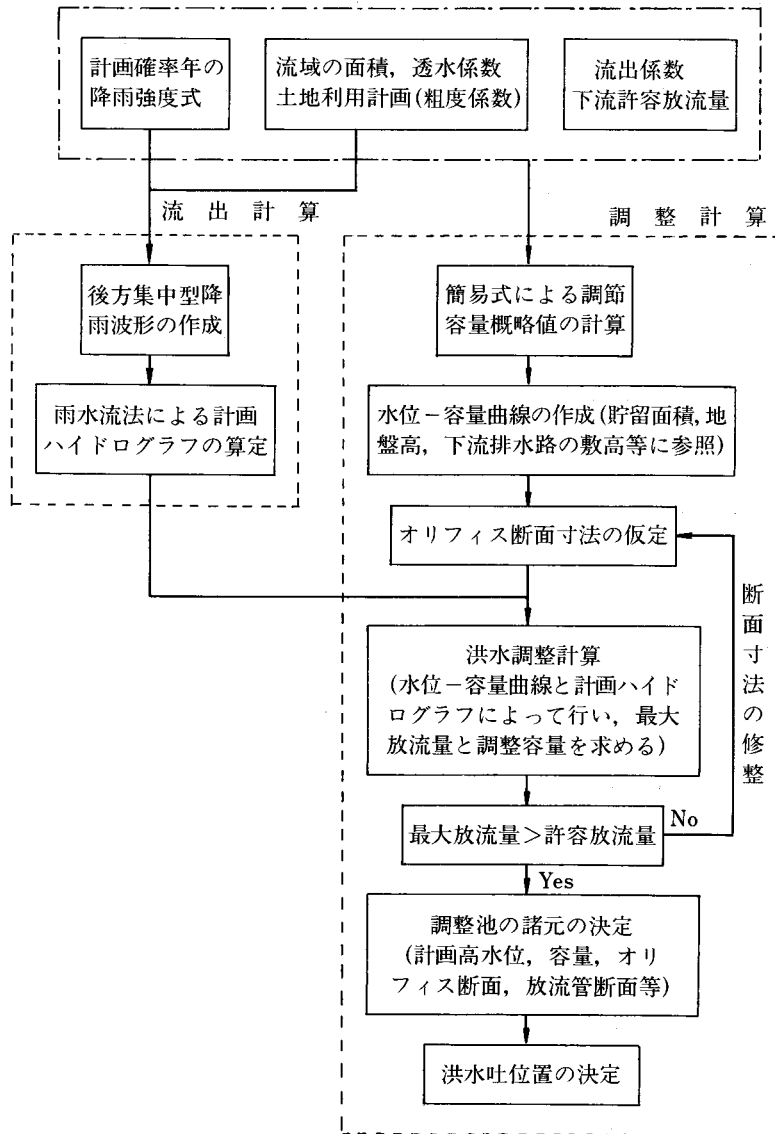 計画確率年の
降雨強度式
流域の面積，透水係数
土地利用計画(粗度係数)
流出係数
下流許容放流量
流出計算
調整計算
後方集中型降
雨波形の作成
雨水流法による計画
ハイドログラフの算定
簡易式による調節
容量概略値の計算
水位－容量曲線の作成(貯留面積, 地
盤高，下流排水路の敷高等に参照)
オリフィス断面寸法の仮定
断面寸法の修整
洪水調整計算
(水位－容量曲線と計画ハイド
ログラフによって行い，最大
放流量と調整容量を求める)
最大放流量＞許容放流量
No
Yes
調整池の諸元の決定
(計画高水位，容量，オリ
フィス断面，放流管断面等)
洪水吐位置の決定